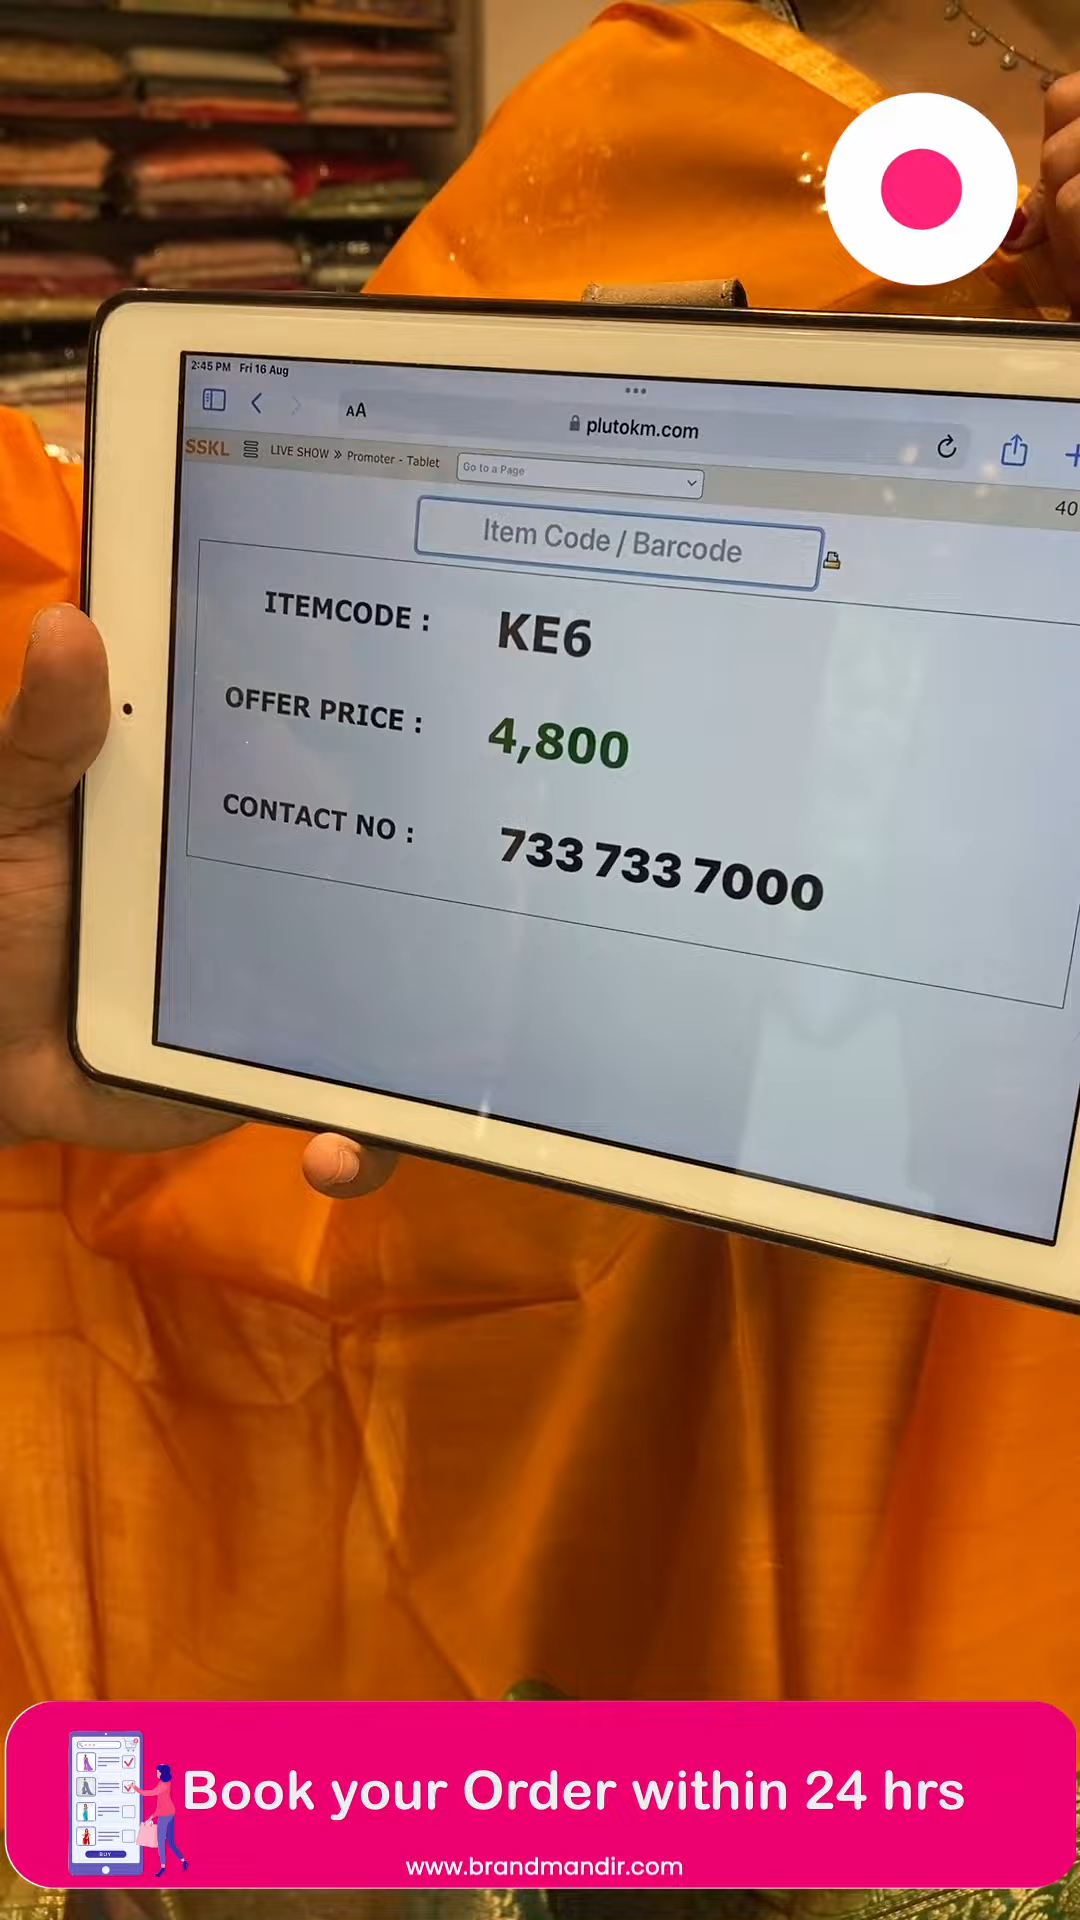 2:45 PM Fri 16 Aug
AA
plutokm.com
SSKL LIVE SHOW » Promoter - Tablet Go to a Page
40
Item Code / Barcode
ITEMCODE : KE6
OFFER PRICE : 4,800
CONTACT NO : 733 733 7000
Book your Order within 24 hrs
BUY
www.brandmandir.com